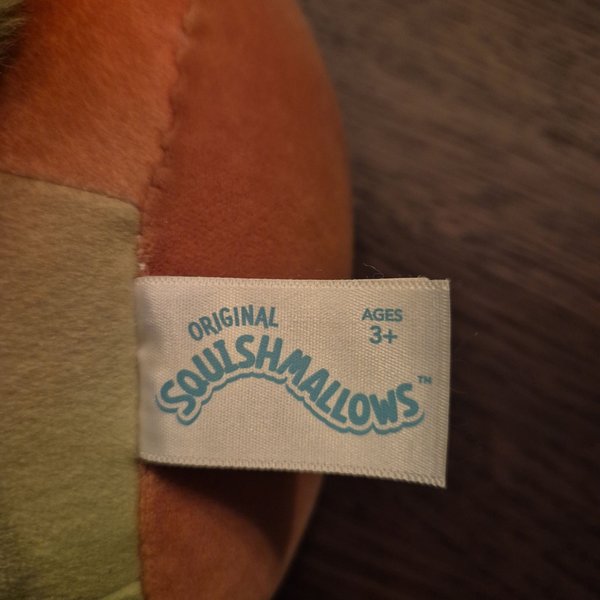 ORIGINAL
SQUISHMALLOWS™
AGES
3+